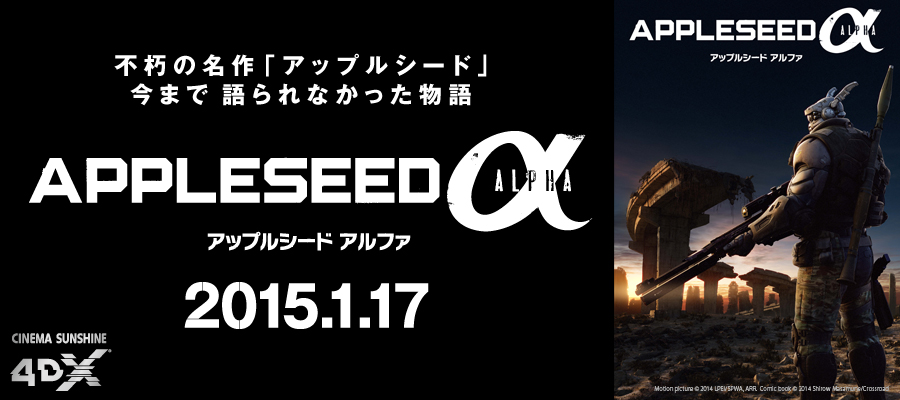 不朽の名作「アップルシード」
今まで 語られなかった物語
APPLESEED α ALPHA
アップルシード アルファ
2015.1.17
CINEMA SUNSHINE
4DX
APPLESEED α ALPHA
アップルシード アルファ
Motion picture © 2014 LPEI/SPWA, ARR. Comic book © 2014 Shirow Masamune/Crossroad